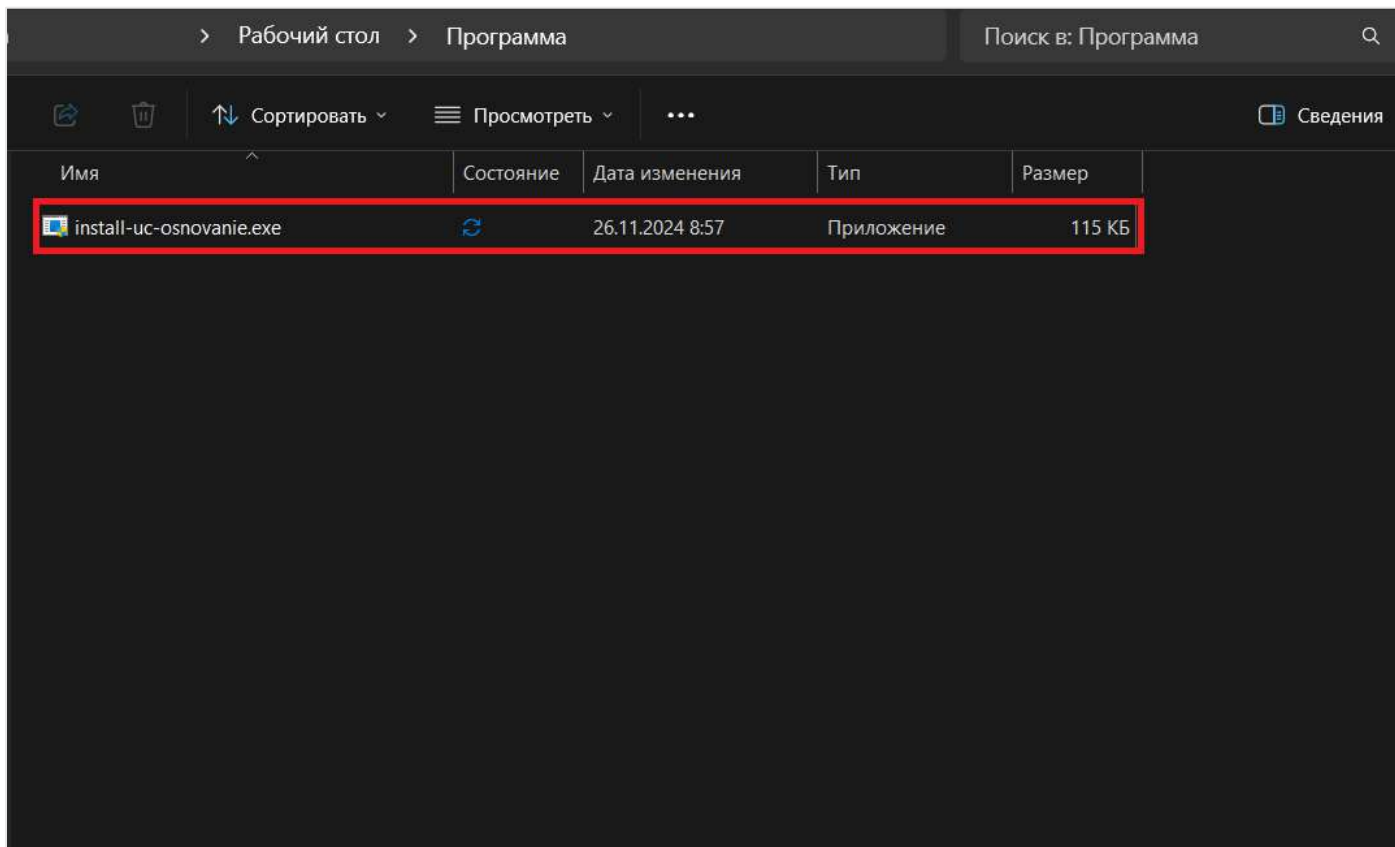 > Рабочий стол > Программа
Поиск в: Программа
Сортировать Просмотреть ... Сведения
Имя Состояние Дата изменения Тип Размер
install-uc-osnovanie.exe 26.11.2024 8:57 Приложение 115 КБ